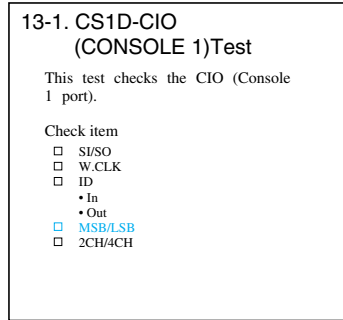 13-1. CS1D-CIO
(CONSOLE 1)Test
This test checks the CIO (Console
1 port).
Check item
☐ SI/SO
☐ W.CLK
☐ ID
• In
• Out
☐ MSB/LSB
☐ 2CH/4CH